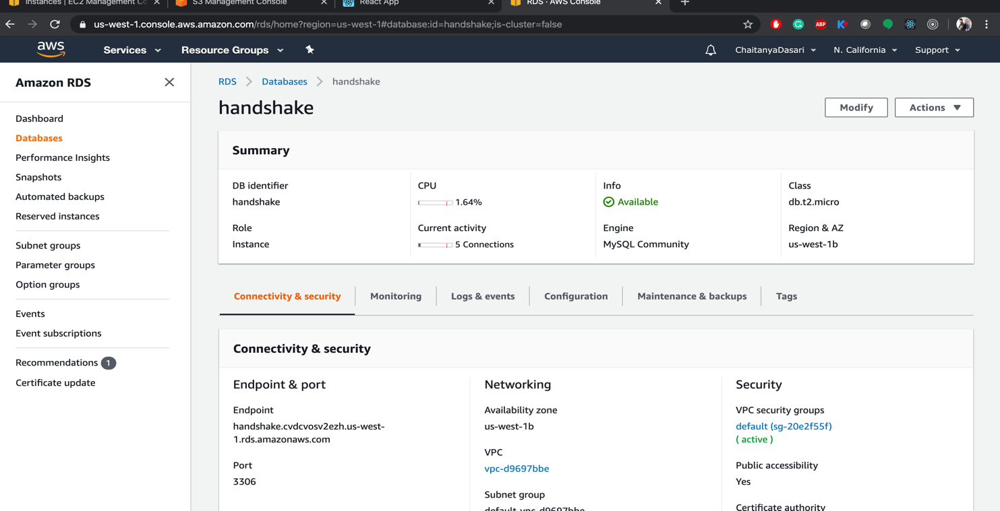 Instances | EC2 Management Co
S3 Management Console
React App
RDS · AWS Console
us-west-1.console.aws.amazon.com/rds/home?region=us-west-1#database:id=handshake;is-cluster=false
ABP
aws
Services
Resource Groups
ChaitanyaDasari
N. California
Support
Amazon RDS
Dashboard
Databases
Performance Insights
Snapshots
Automated backups
Reserved instances
Subnet groups
Parameter groups
Option groups
Events
Event subscriptions
Recommendations 1
Certificate update
RDS
Databases
handshake
handshake
Modify
Actions
Summary
DB identifier
handshake
Role
Instance
CPU
1.64%
Current activity
5 Connections
Info
Available
Engine
MySQL Community
Class
db.t2.micro
Region & AZ
us-west-1b
Connectivity & security
Monitoring
Logs & events
Configuration
Maintenance & backups
Tags
Connectivity & security
Endpoint & port
Endpoint
handshake.cvdcvosv2ezh.us-west-
1.rds.amazonaws.com
Port
3306
Networking
Availability zone
us-west-1b
VPC
vpc-d9697bbe
Subnet group
default-vpc-d9697bbe
Security
VPC security groups
default (sg-20e2f55f)
( active )
Public accessibility
Yes
Certificate authority